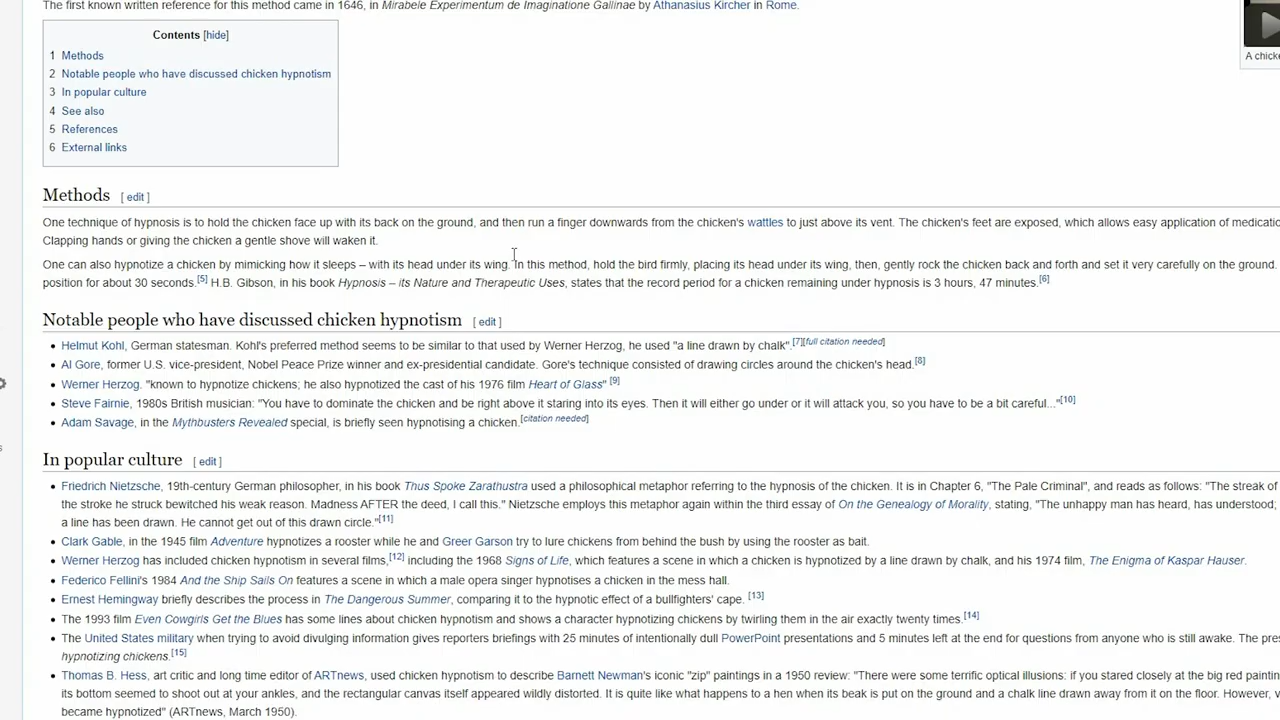 The first known written reference for this method came in 1646, in Mirabele Experimentum de Imaginatione Gallinae by Athanasius Kircher in Rome.
Contents [hide]
1 Methods
2 Notable people who have discussed chicken hypnotism
3 In popular culture
4 See also
5 References
6 External links
A chick
Methods [ edit ]
One technique of hypnosis is to hold the chicken face up with its back on the ground, and then run a finger downwards from the chicken's wattles to just above its vent. The chicken's feet are exposed, which allows easy application of medicatio
Clapping hands or giving the chicken a gentle shove will waken it.
One can also hypnotize a chicken by mimicking how it sleeps – with its head under its wing. In this method, hold the bird firmly, placing its head under its wing, then, gently rock the chicken back and forth and set it very carefully on the ground.
position for about 30 seconds.[5] H.B. Gibson, in his book Hypnosis – its Nature and Therapeutic Uses, states that the record period for a chicken remaining under hypnosis is 3 hours, 47 minutes.[6]
Notable people who have discussed chicken hypnotism [ edit ]
• Helmut Kohl, German statesman. Kohl's preferred method seems to be similar to that used by Werner Herzog, he used "a line drawn by chalk".[7][full citation needed]
• Al Gore, former U.S. vice-president, Nobel Peace Prize winner and ex-presidential candidate. Gore's technique consisted of drawing circles around the chicken's head.[8]
• Werner Herzog. "known to hypnotize chickens; he also hypnotized the cast of his 1976 film Heart of Glass" [9]
• Steve Fairnie, 1980s British musician: "You have to dominate the chicken and be right above it staring into its eyes. Then it will either go under or it will attack you, so you have to be a bit careful..."[10]
• Adam Savage, in the Mythbusters Revealed special, is briefly seen hypnotising a chicken.[citation needed]
In popular culture [ edit ]
• Friedrich Nietzsche, 19th-century German philosopher, in his book Thus Spoke Zarathustra used a philosophical metaphor referring to the hypnosis of the chicken. It is in Chapter 6, "The Pale Criminal", and reads as follows: "The streak of
the stroke he struck bewitched his weak reason. Madness AFTER the deed, I call this." Nietzsche employs this metaphor again within the third essay of On the Genealogy of Morality, stating, "The unhappy man has heard, has understood;
a line has been drawn. He cannot get out of this drawn circle."[11]
• Clark Gable, in the 1945 film Adventure hypnotizes a rooster while he and Greer Garson try to lure chickens from behind the bush by using the rooster as bait.
• Werner Herzog has included chicken hypnotism in several films,[12] including the 1968 Signs of Life, which features a scene in which a chicken is hypnotized by a line drawn by chalk, and his 1974 film, The Enigma of Kaspar Hauser.
• Federico Fellini's 1984 And the Ship Sails On features a scene in which a male opera singer hypnotises a chicken in the mess hall.
• Ernest Hemingway briefly describes the process in The Dangerous Summer, comparing it to the hypnotic effect of a bullfighters' cape. [13]
• The 1993 film Even Cowgirls Get the Blues has some lines about chicken hypnotism and shows a character hypnotizing chickens by twirling them in the air exactly twenty times.[14]
• The United States military when trying to avoid divulging information gives reporters briefings with 25 minutes of intentionally dull PowerPoint presentations and 5 minutes left at the end for questions from anyone who is still awake. The pre
hypnotizing chickens.[15]
• Thomas B. Hess, art critic and long time editor of ARTnews, used chicken hypnotism to describe Barnett Newman's iconic "zip" paintings in a 1950 review: "There were some terrific optical illusions: if you stared closely at the big red paintin
its bottom seemed to shoot out at your ankles, and the rectangular canvas itself appeared wildly distorted. It is quite like what happens to a hen when its beak is put on the ground and a chalk line drawn away from it on the floor. However, 
became hypnotized" (ARTnews, March 1950).